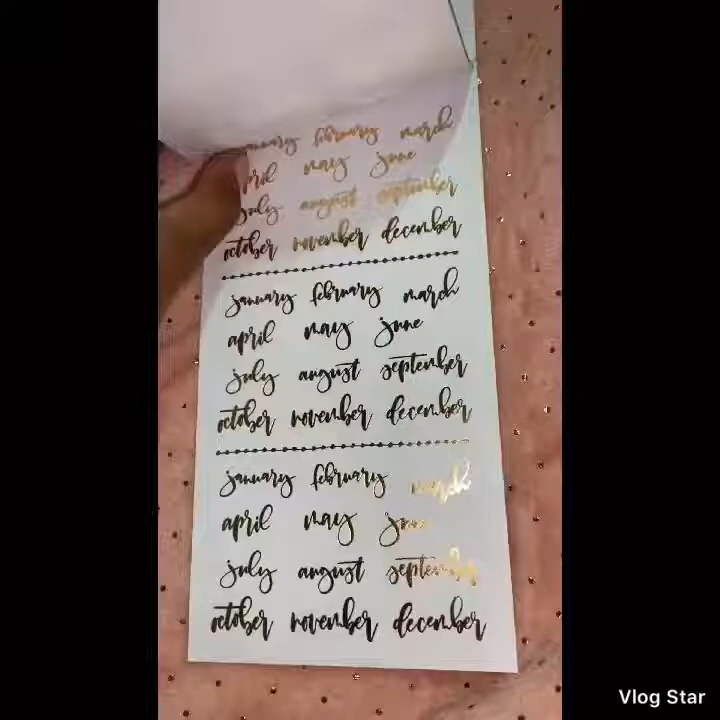 january february march
april may june
july august september
october november december
january february march
april may june
july august september
october november december
january february march
april may june
july august september
october november december
Vlog Star